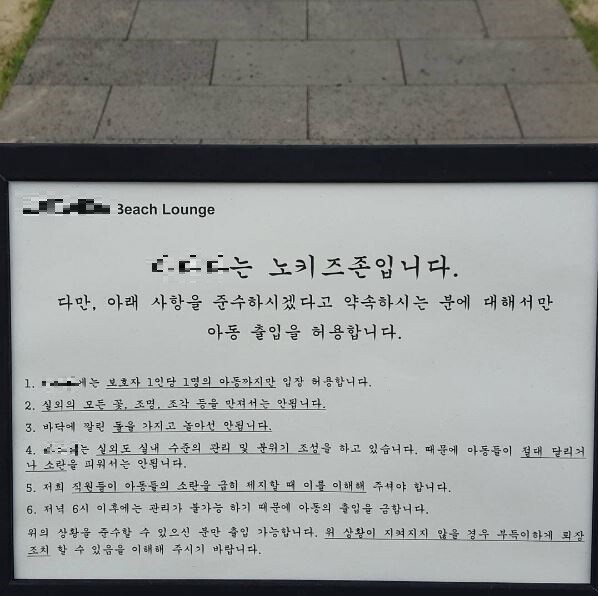 Beach Lounge
는 노키즈존입니다.
다만, 아래 사항을 준수하시겠다고 약속하시는 분에 대해서만
아동 출입을 허용합니다.
1. 에는 보호자 1인당 1명의 아동까지만 입장 허용합니다.
2. 실외의 모든 꽃, 조명, 조각 등을 만져서는 안됩니다.
3. 바닥에 깔린 돌을 가지고 놀아선 안됩니다.
4. 는 실외도 실내 수준의 관리 및 분위기 조성을 하고 있습니다. 때문에 아동들이 절대 달리거
나 소란을 피워서는 안됩니다.
5. 저희 직원들이 아동들의 소란을 급히 제지할 때 이를 이해해 주셔야 합니다.
6. 저녁 6시 이후에는 관리가 불가능 하기 때문에 아동의 출입을 금합니다.
위의 상황을 준수할 수 있으신 분만 출입 가능합니다. 위 상황이 지켜지지 않을 경우 부득이하게 퇴장
조치 할 수 있음을 이해해 주시기 바랍니다.